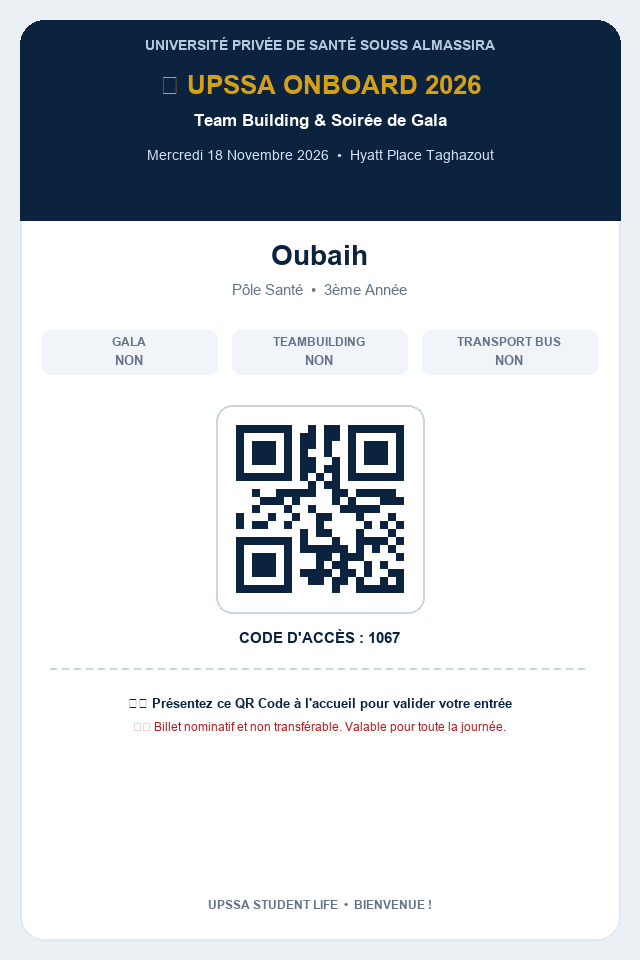 UNIVERSITÉ PRIVÉE DE SANTÉ SOUSS ALMASSIRA
UPSSA ONBOARD 2026
Team Building & Soirée de Gala
Mercredi 18 Novembre 2026 • Hyatt Place Taghazout
Oubaih
Pôle Santé • 3ème Année
GALA TEAMBUILDING TRANSPORT BUS
NON NON NON
CODE D'ACCÈS : 1067
Présentez ce QR Code à l'accueil pour valider votre entrée
Billet nominatif et non transférable. Valable pour toute la journée.
UPSSA STUDENT LIFE • BIENVENUE !